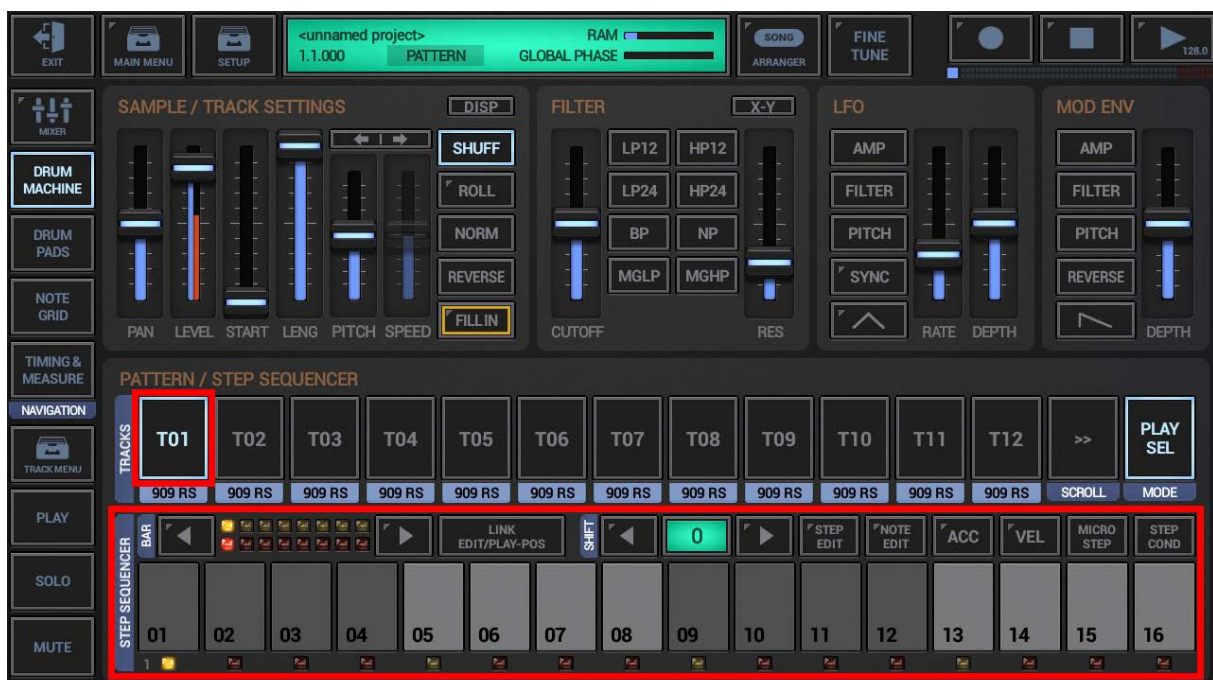 EXIT
MAIN MENU
SETUP
<unnamed project>
RAM
1.1.000
PATTERN
GLOBAL PHASE
SONG
ARRANGER
FINE
TUNE
128.0
MIXER
DRUM
MACHINE
DRUM
PADS
NOTE
GRID
TIMING &
MEASURE
NAVIGATION
TRACK MENU
PLAY
SOLO
MUTE
SAMPLE / TRACK SETTINGS
DISP
SHUFF
ROLL
NORM
REVERSE
FILL IN
PAN LEVEL START LENG PITCH SPEED
FILTER
X-Y
LP12 HP12
LP24 HP24
BP NP
MGLP MGHP
CUTOFF RES
LFO
AMP
FILTER
PITCH
SYNC
RATE DEPTH
MOD ENV
AMP
FILTER
PITCH
REVERSE
DEPTH
PATTERN / STEP SEQUENCER
TRACKS
T01 T02 T03 T04 T05 T06 T07 T08 T09 T10 T11 T12 >> PLAY
SEL
909 RS 909 RS 909 RS 909 RS 909 RS 909 RS 909 RS 909 RS 909 RS 909 RS 909 RS 909 RS SCROLL MODE
STEP SEQUENCER
BAR
LINK
EDIT/PLAY-POS
SHIFT
0
STEP
EDIT
NOTE
EDIT
ACC
VEL
MICRO
STEP
STEP
COND
01 02 03 04 05 06 07 08 09 10 11 12 13 14 15 16
1